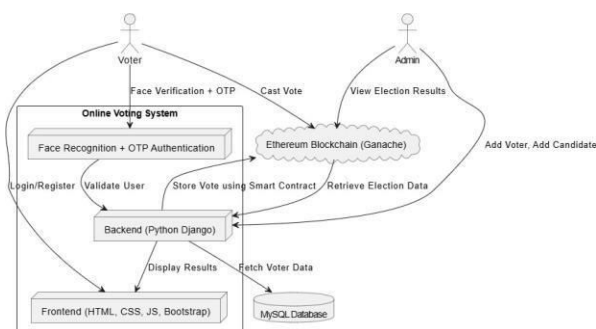 Voter
Admin
Face Verification + OTP
Cast Vote
View Election Results
Online Voting System
Face Recognition + OTP Authentication
Ethereum Blockchain (Ganache)
Add Voter, Add Candidate
Login/Register
Validate User
Store Vote using Smart Contract
Retrieve Election Data
Backend (Python Django)
Display Results
Fetch Voter Data
Frontend (HTML, CSS, JS, Bootstrap)
MySQL Database